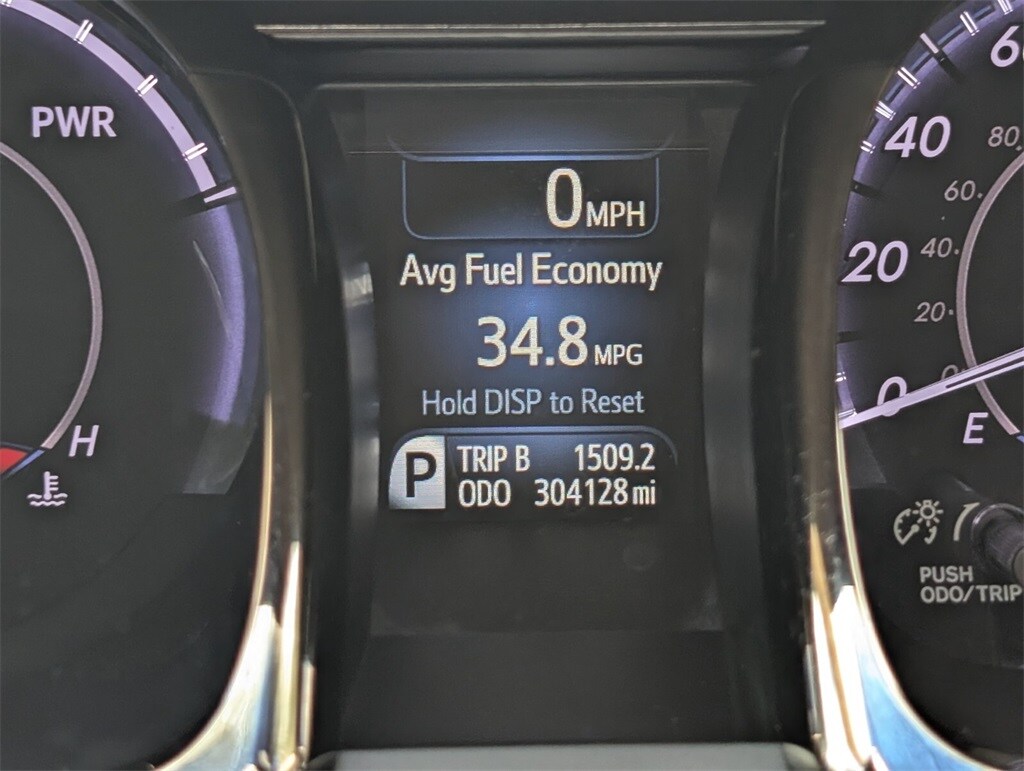 PWR
H
0 MPH
Avg Fuel Economy
34.8 MPG
Hold DISP to Reset
P
TRIP B 1509.2
ODO 304128 mi
40
80
60
20
40
20
0
E
PUSH
ODO/TRIP